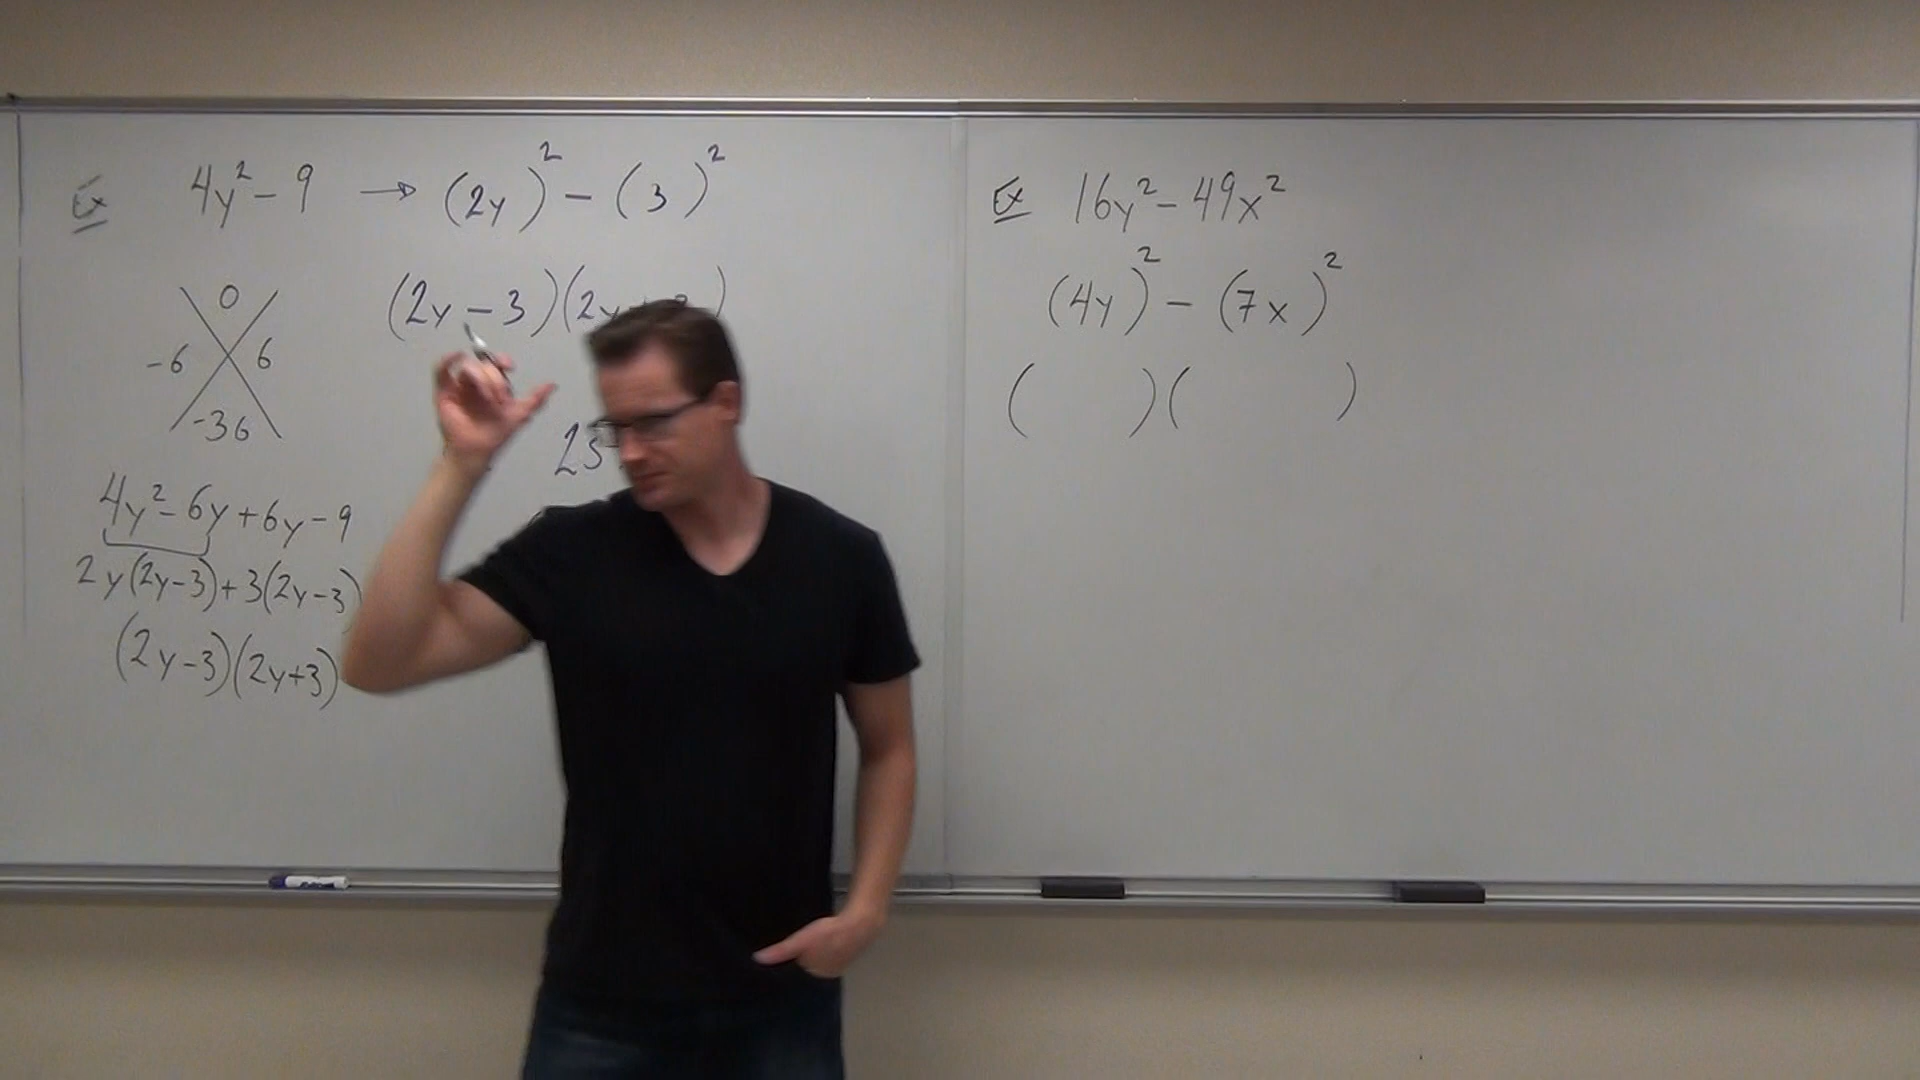 Ex 4y² - 9 → (2y)² - (3)²
(2y - 3)(2y
0
-6 6
-36
4y² - 6y + 6y - 9
2y(2y-3) + 3(2y-3)
(2y-3)(2y+3)
Ex 16y² - 49x²
(4y)² - (7x)²
( )( )